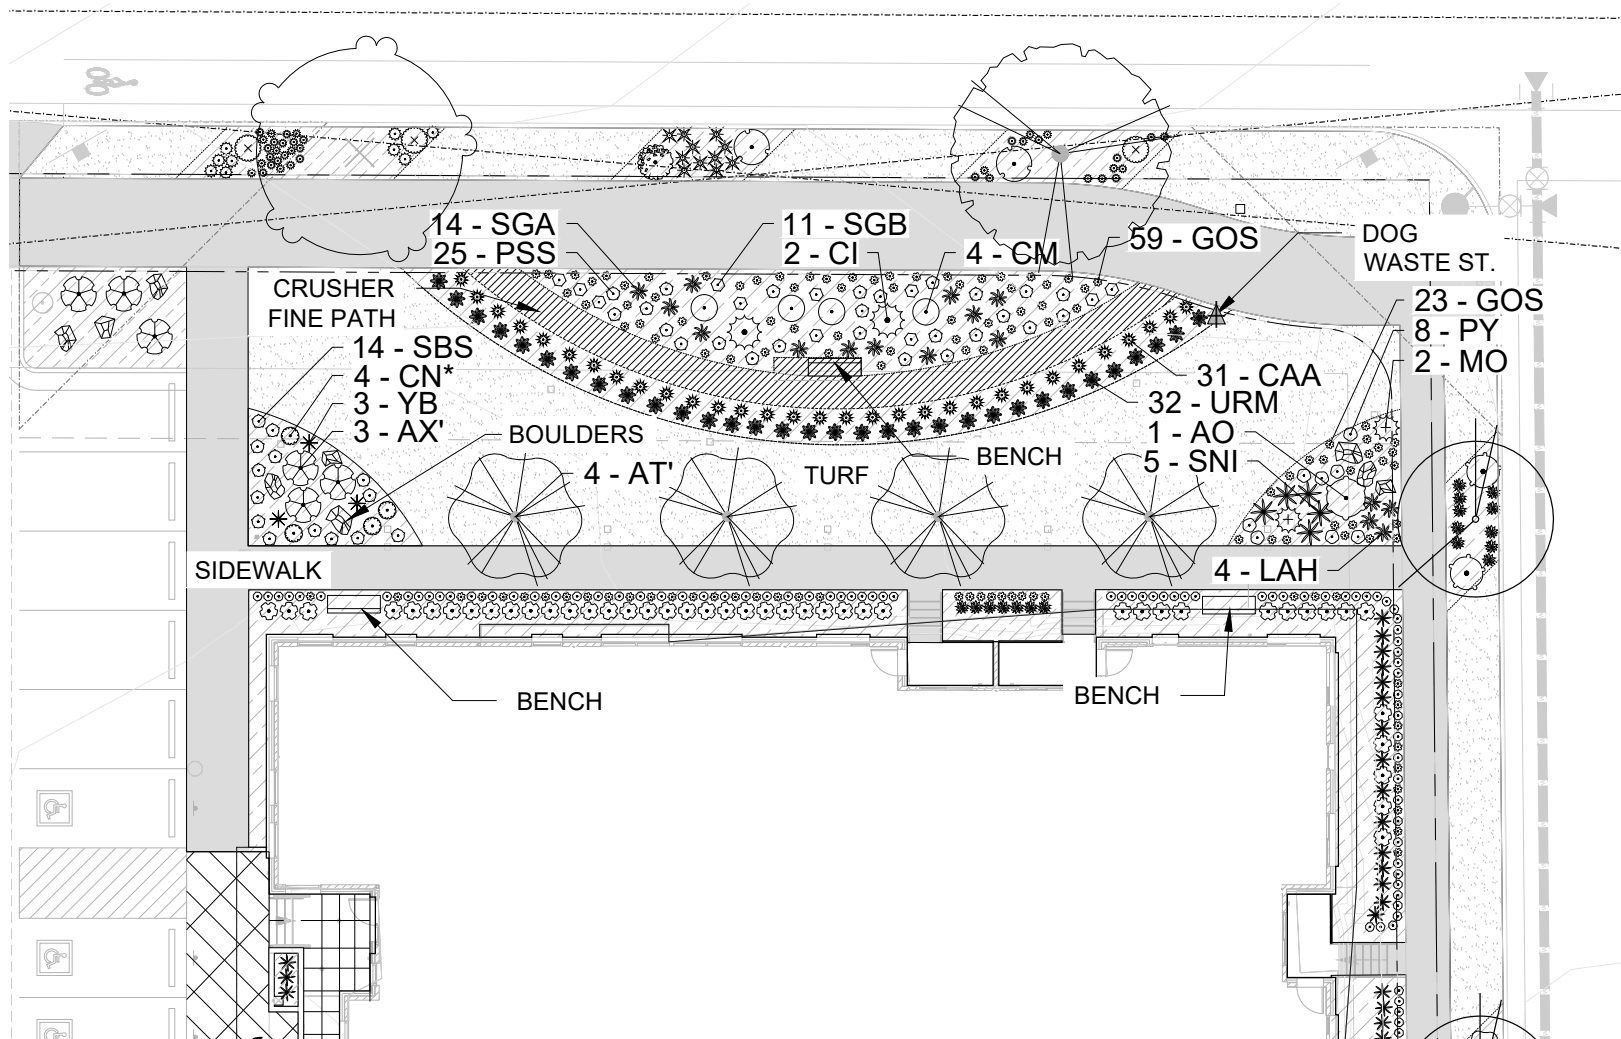 14 - SGA
25 - PSS
11 - SGB
2 - CI
4 - CM
59 - GOS
DOG
WASTE ST.
CRUSHER
FINE PATH
23 - GOS
8 - PY
2 - MO
14 - SBS
4 - CN*
3 - YB
3 - AX'
BOULDERS
31 - CAA
32 - URM
1 - AO
5 - SNI
BENCH
4 - AT'
TURF
SIDEWALK
4 - LAH
BENCH
BENCH